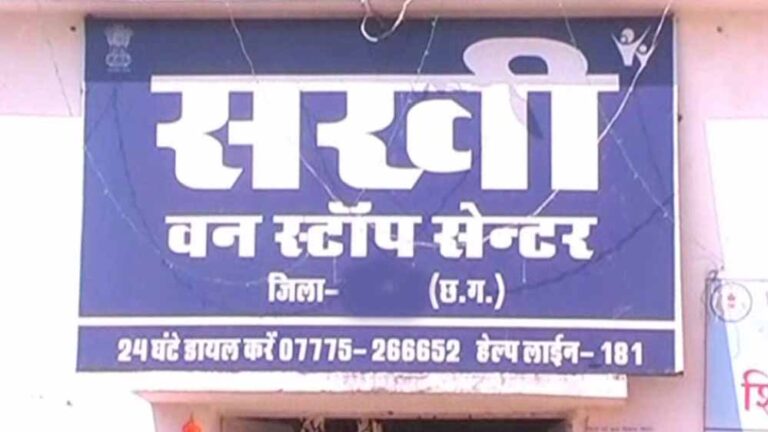 सखी
वन स्टॉप सेन्टर
जिला- (छ.ग.)
24 घंटे डायल करें 07775- 266652 हेल्प लाईन- 181